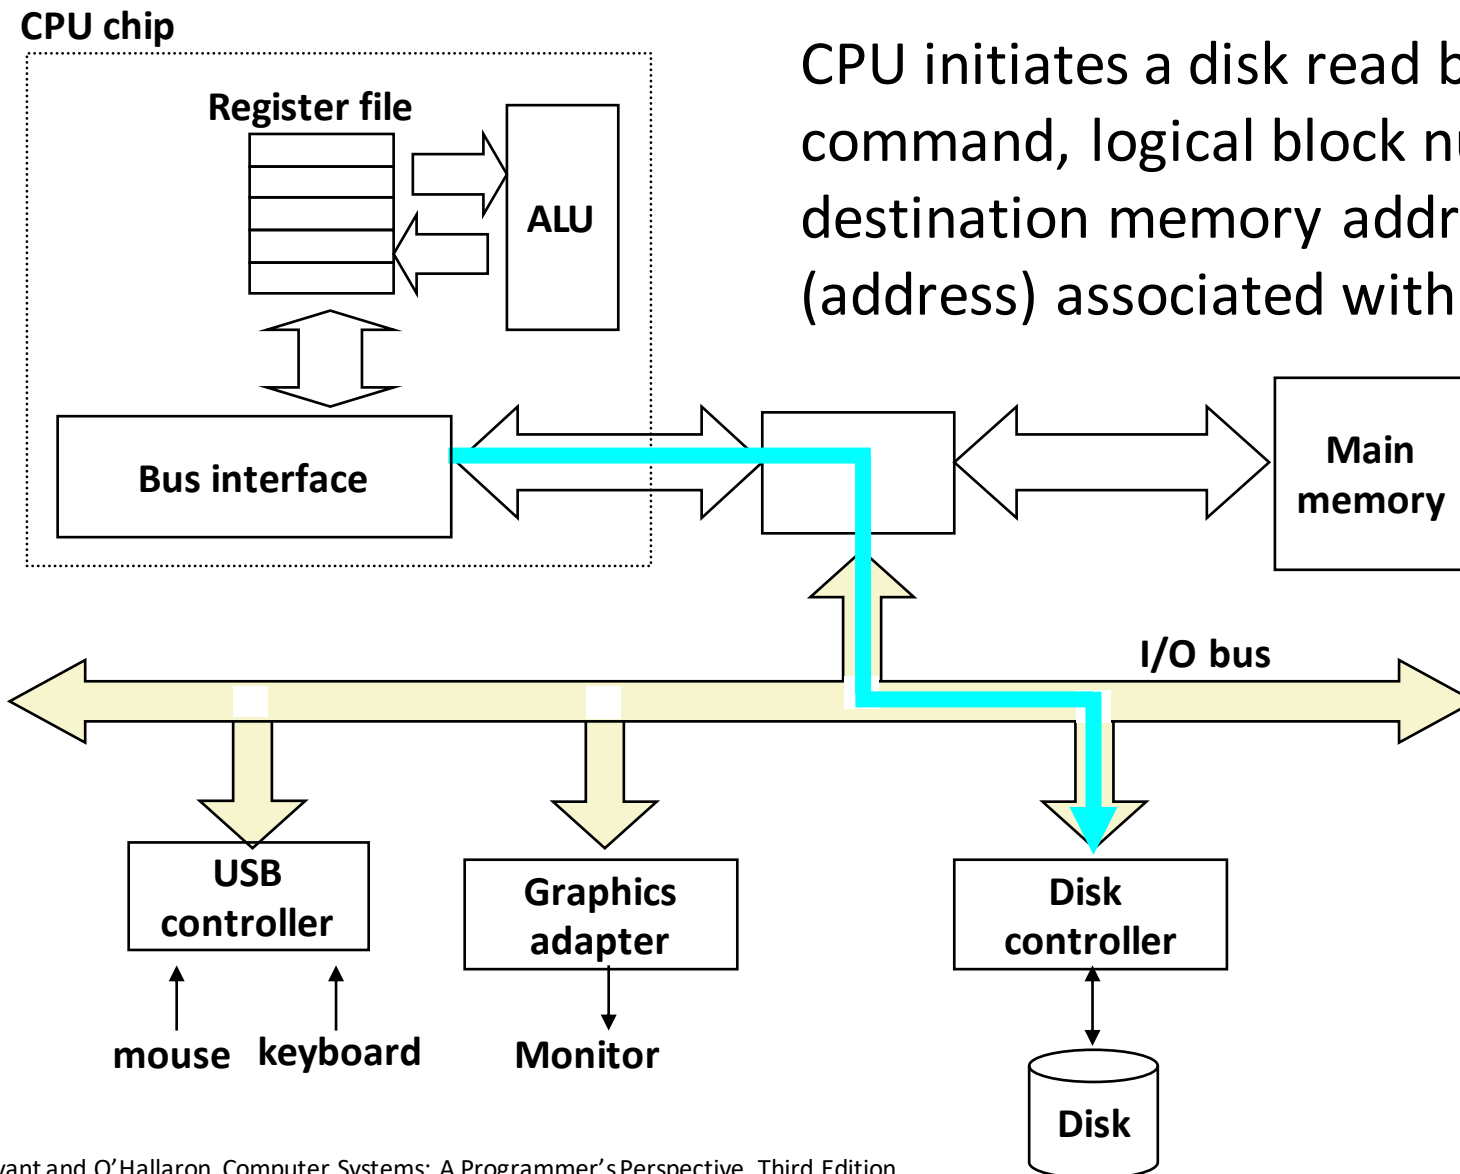 CPU chip
CPU initiates a disk read b
command, logical block nu
destination memory addr
(address) associated with
Register file
ALU
Bus interface
Main
memory
I/O bus
USB
controller
Graphics
adapter
Disk
controller
mouse
keyboard
Monitor
Disk
yant and O'Hallaron, Computer Systems: A Programmer's Perspective, Third Edition